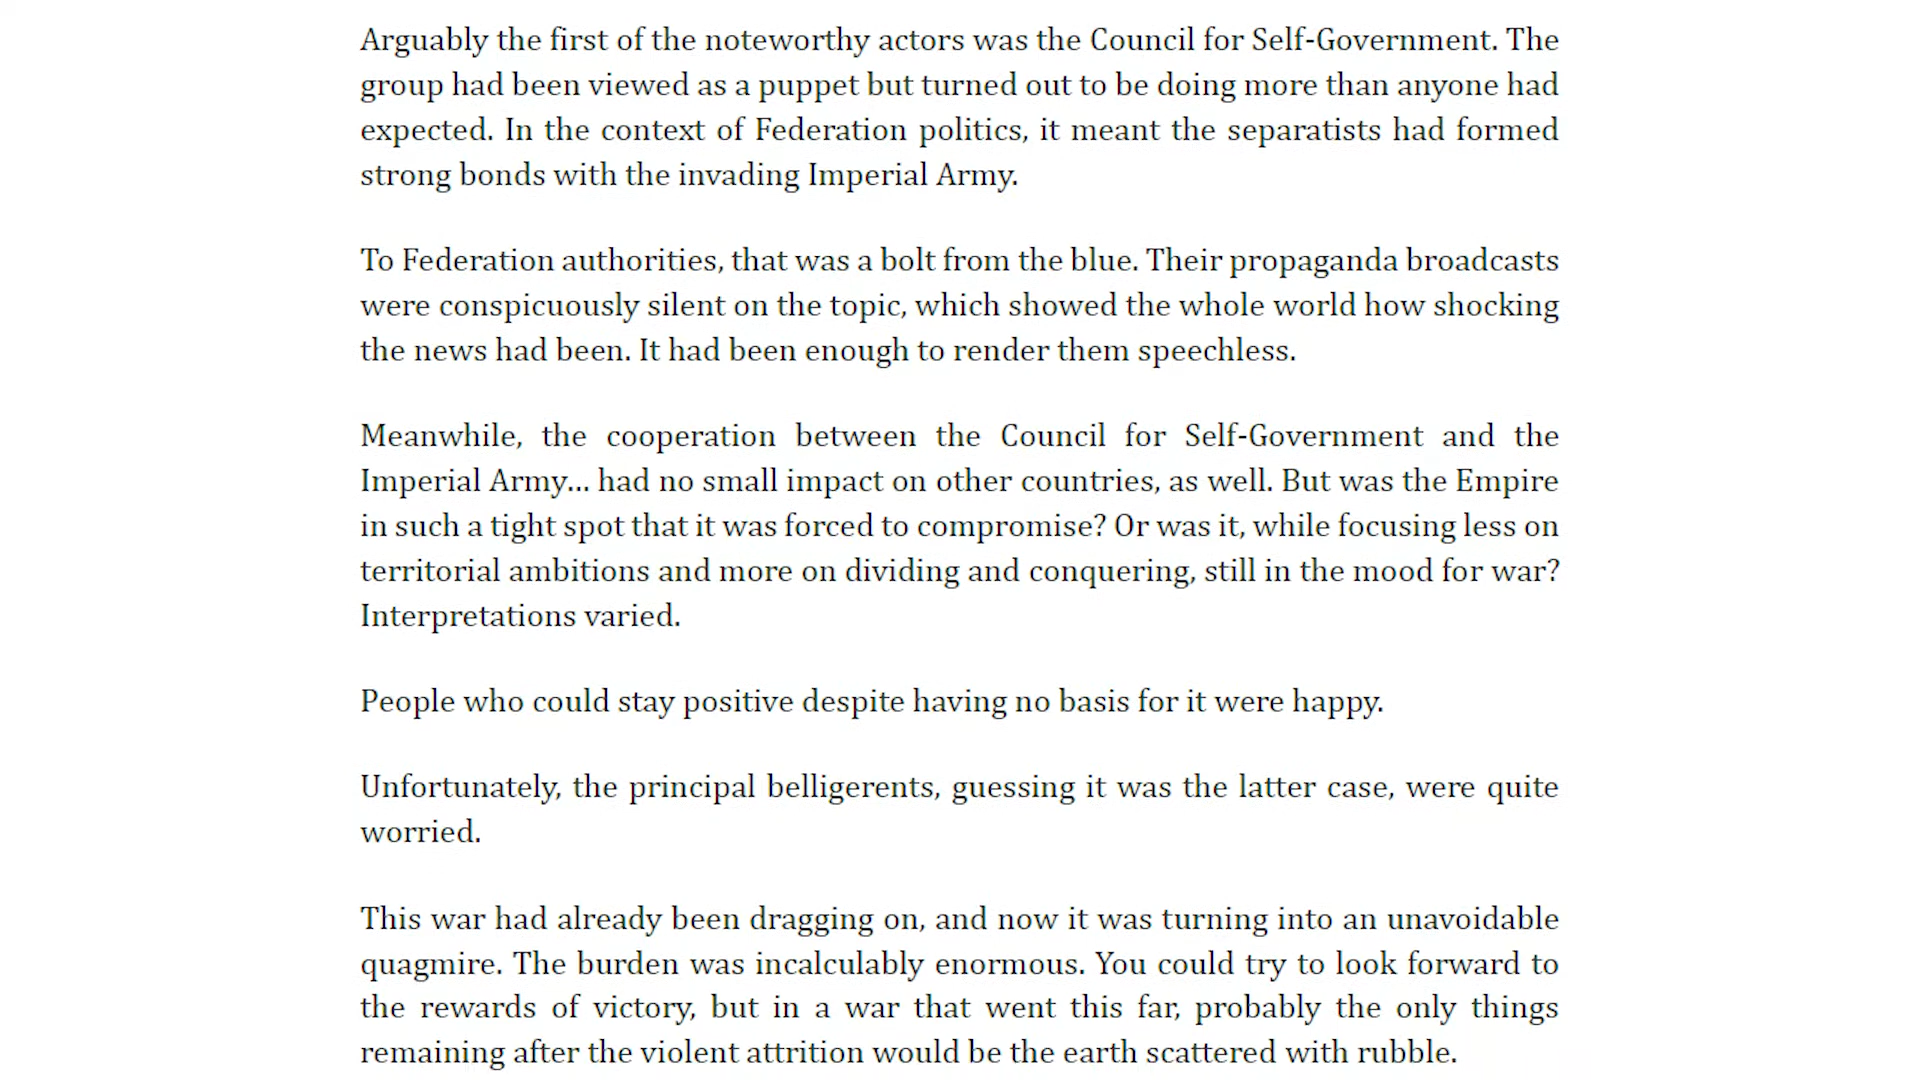 Arguably the first of the noteworthy actors was the Council for Self-Government. The
group had been viewed as a puppet but turned out to be doing more than anyone had
expected. In the context of Federation politics, it meant the separatists had formed
strong bonds with the invading Imperial Army.
To Federation authorities, that was a bolt from the blue. Their propaganda broadcasts
were conspicuously silent on the topic, which showed the whole world how shocking
the news had been. It had been enough to render them speechless.
Meanwhile, the cooperation between the Council for Self-Government and the
Imperial Army... had no small impact on other countries, as well. But was the Empire
in such a tight spot that it was forced to compromise? Or was it, while focusing less on
territorial ambitions and more on dividing and conquering, still in the mood for war?
Interpretations varied.
People who could stay positive despite having no basis for it were happy.
Unfortunately, the principal belligerents, guessing it was the latter case, were quite
worried.
This war had already been dragging on, and now it was turning into an unavoidable
quagmire. The burden was incalculably enormous. You could try to look forward to
the rewards of victory, but in a war that went this far, probably the only things
remaining after the violent attrition would be the earth scattered with rubble.